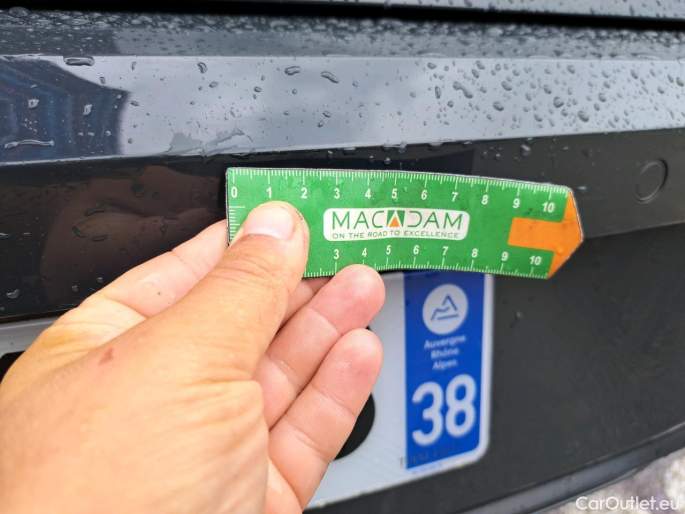 0 1 2 3 4 5 6 7 8 9 10
MACADAM
ON THE ROAD TO EXCELLENCE
3 4 5 6 7 8 9 10
Auvergne
Rhône
Alpes
38
CarOutlet.eu